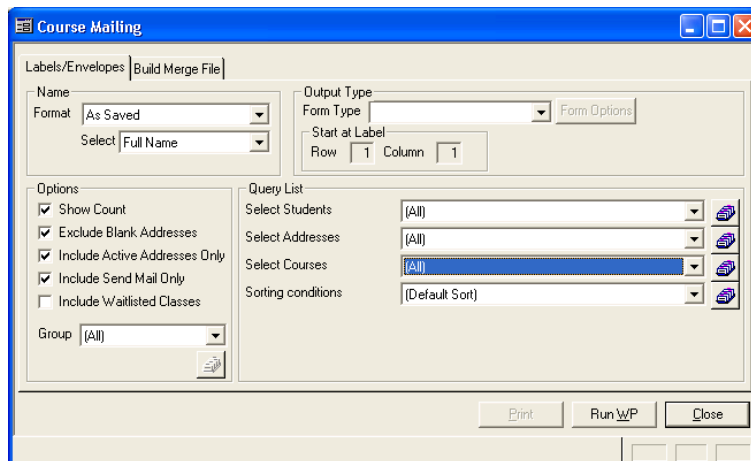 Course Mailing
Labels/Envelopes Build Merge File
Name
Format As Saved
Select Full Name
Output Type
Form Type Form Options
Start at Label
Row 1 Column 1
Options
Show Count
Exclude Blank Addresses
Include Active Addresses Only
Include Send Mail Only
Include Waitlisted Classes
Group (All)
Query List
Select Students (All)
Select Addresses (All)
Select Courses (All)
Sorting conditions (Default Sort)
Print Run WP Close